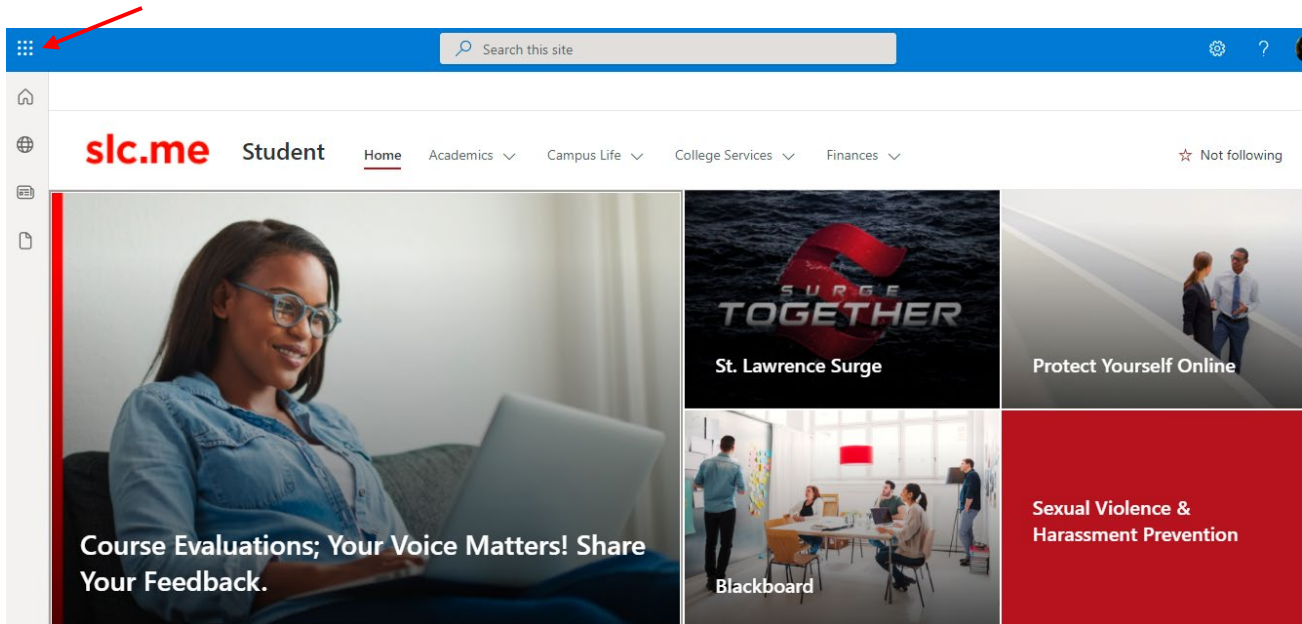 Search this site
?
slc.me Student Home Academics Campus Life College Services Finances Not following
SURGE
TOGETHER
St. Lawrence Surge
Protect Yourself Online
Course Evaluations; Your Voice Matters! Share
Your Feedback.
Blackboard
Sexual Violence &
Harassment Prevention